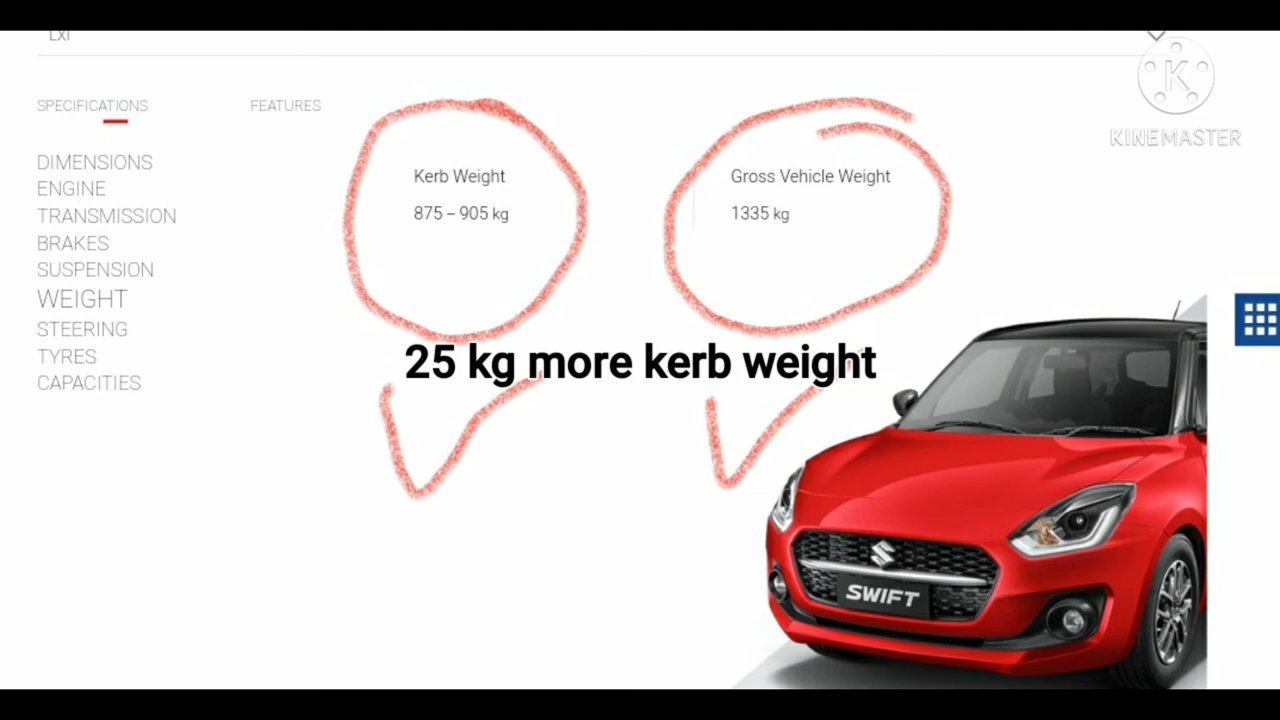 LXI
KINEMASTER
SPECIFICATIONS
FEATURES
DIMENSIONS
ENGINE
TRANSMISSION
BRAKES
SUSPENSION
WEIGHT
STEERING
TYRES
CAPACITIES
Kerb Weight
875 – 905 kg
Gross Vehicle Weight
1335 kg
25 kg more kerb weight
SWIFT